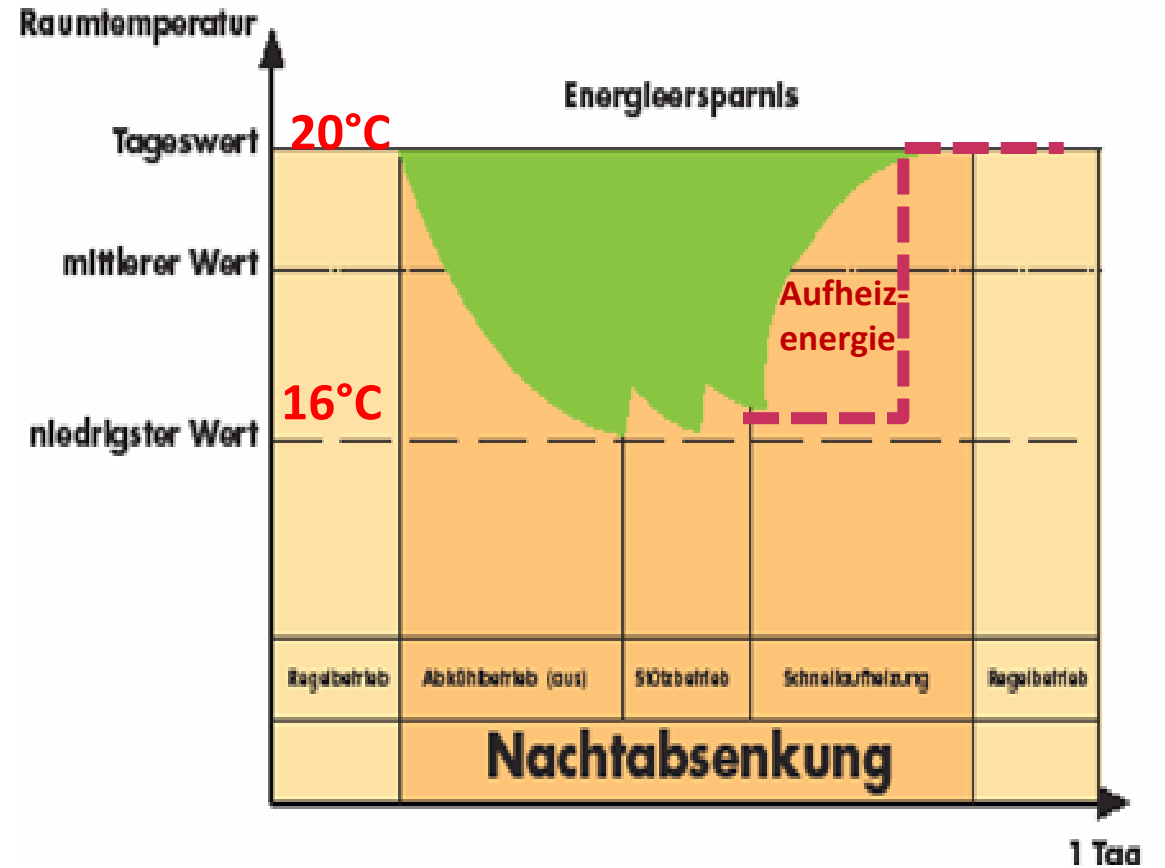 Raumtemperatur
Energieersparnis
Tageswert
20°C
mittlerer Wert
Aufheiz-
energie
16°C
niedrigster Wert
Regelbetrieb
Abkühlbetrieb (aus)
Stützbetrieb
Schnellaufheizung
Regelbetrieb
Nachtabsenkung
1 Tag